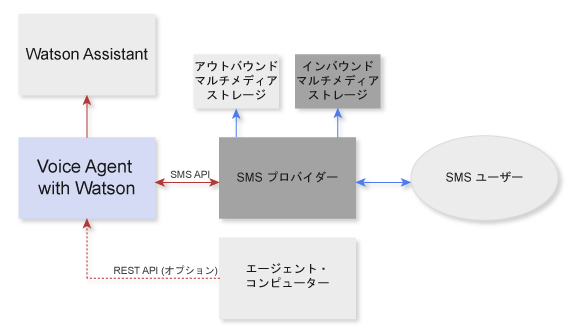 Watson Assistant
アウトバウンド
マルチメディア
ストレージ
インバウンド
マルチメディア
ストレージ
Voice Agent
with Watson
SMS API
SMS プロバイダー
SMS ユーザー
REST API (オプション)
エージェント・
コンピューター